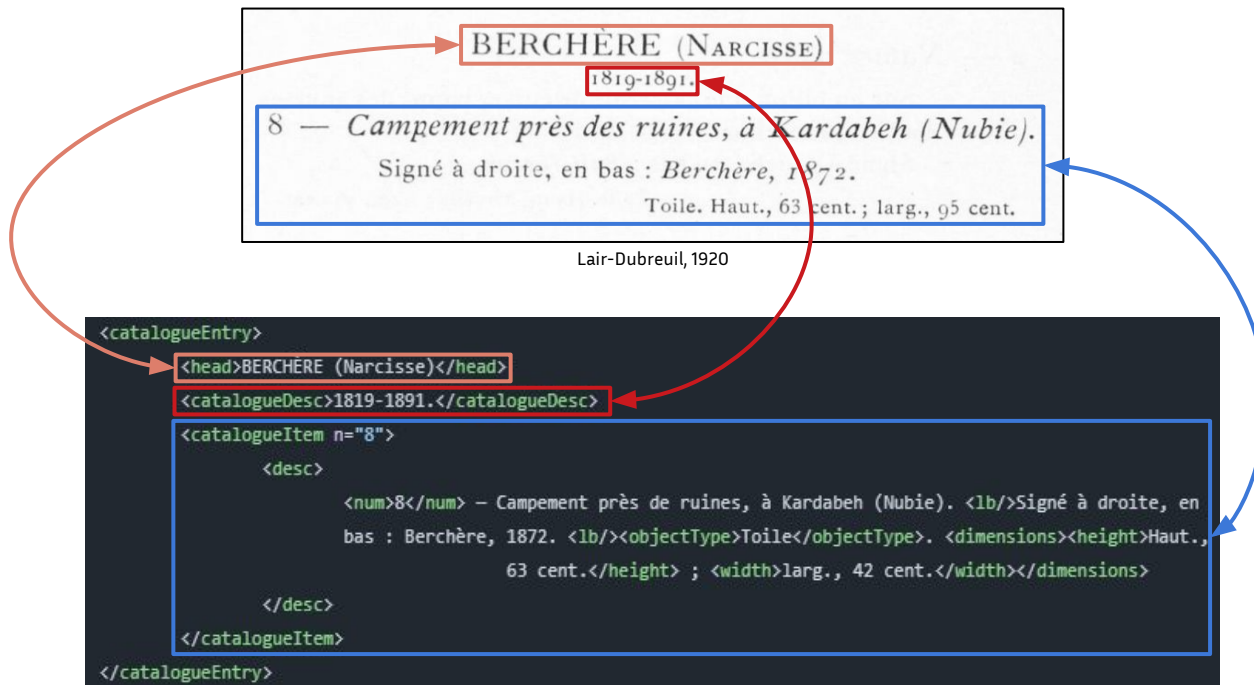 BERCHÈRE (NARCISSE)
1819-1891.
8 — Campement près des ruines, à Kardabeh (Nubie).
Signé à droite, en bas : Berchère, 1872.
Toile. Haut., 63 cent. ; larg., 95 cent.
Lair-Dubreuil, 1920
<catalogueEntry>
<head>BERCHÈRE (Narcisse)</head>
<catalogueDesc>1819-1891.</catalogueDesc>
<catalogueItem n="8">
<desc>
<num>8</num> — Campement près de ruines, à Kardabeh (Nubie). <lb/>Signé à droite, en
bas : Berchère, 1872. <lb/><objectType>Toile</objectType>. <dimensions><height>Haut.,
63 cent.</height> ; <width>larg., 42 cent.</width></dimensions>
</desc>
</catalogueItem>
</catalogueEntry>